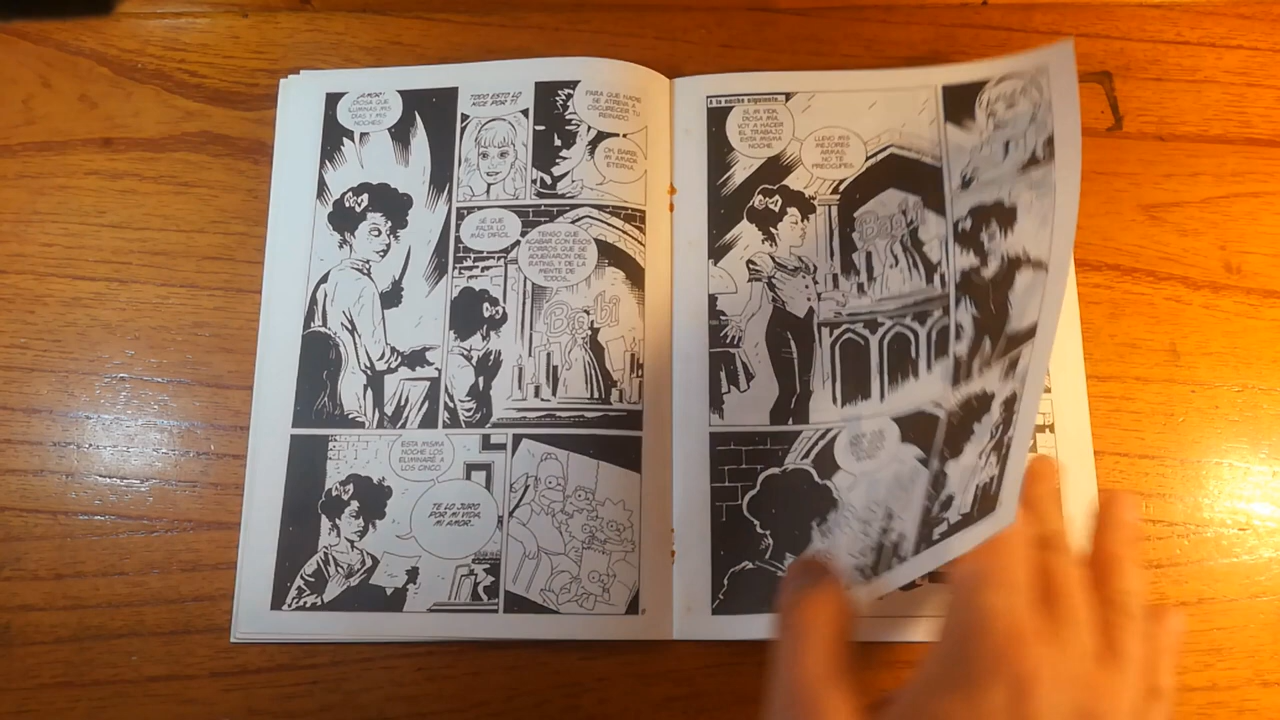 ¡AMOR!
¡DIOSA QUE
ILUMINAS MIS
DÍAS Y MIS
NOCHES!
TODO ESTO LO
HICE POR TÍ.
PARA QUE NADIE
SE ATREVA A
OSCURECER TU
REINADO.
OH, BARBI,
MI AMADA
ETERNA.
SÉ QUE
FALTA LO
MÁS DIFÍCIL.
TENGO QUE
ACABAR CON ESOS
FORROS QUE SE
ADUEÑARON DEL
RATING, Y DE LA
MENTE DE
TODOS...
Barbi
ESTA MISMA
NOCHE LOS
ELIMINARÉ A
LOS CINCO.
TE LO JURO
POR MI VIDA,
MI AMOR...
A la noche siguiente...
SÍ, MI VIDA,
DIOSA MÍA,
VOY A HACER
EL TRABAJO
ESTA MISMA
NOCHE.
LLEVO MIS
MEJORES
ARMAS,
NO TE
PREOCUPES.
Barbi